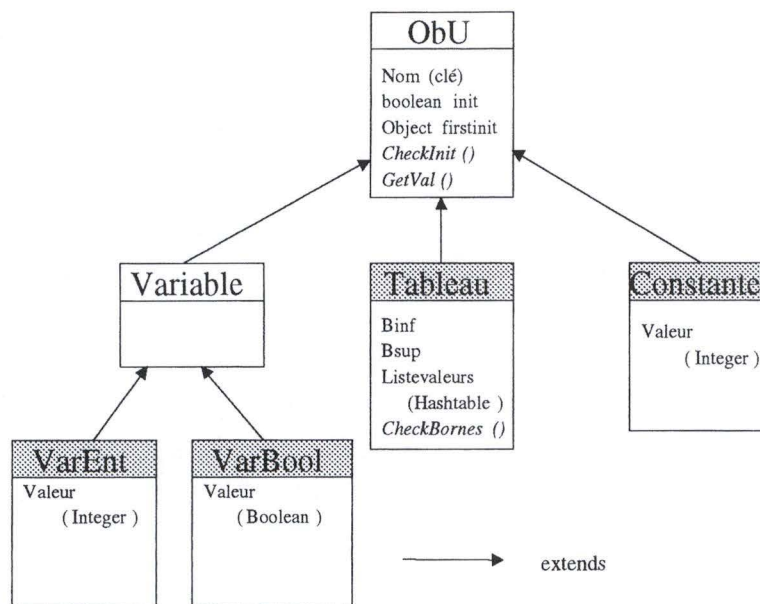 ObU
Nom (clé)
boolean init
Object firstinit
CheckInit ()
GetVal ()
Variable
Tableau
Binf
Bsup
Listevaleurs
(Hashtable )
CheckBornes ()
Constante
Valeur
( Integer )
VarEnt
Valeur
( Integer )
VarBool
Valeur
( Boolean )
extends